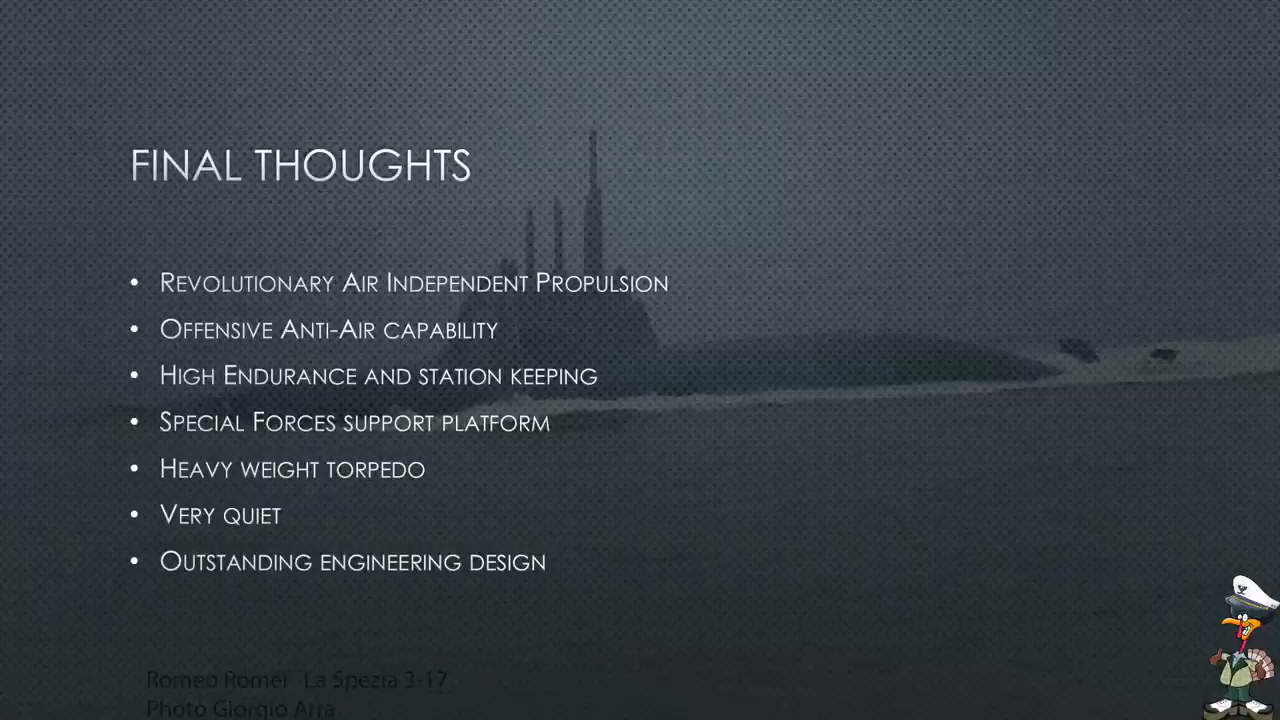 FINAL THOUGHTS
• REVOLUTIONARY AIR INDEPENDENT PROPULSION
• OFFENSIVE ANTI-AIR CAPABILITY
• HIGH ENDURANCE AND STATION KEEPING
• SPECIAL FORCES SUPPORT PLATFORM
• HEAVY WEIGHT TORPEDO
• VERY QUIET
• OUTSTANDING ENGINEERING DESIGN
Romeo Romei La Spezia 3-17
Photo Giorgio Arra